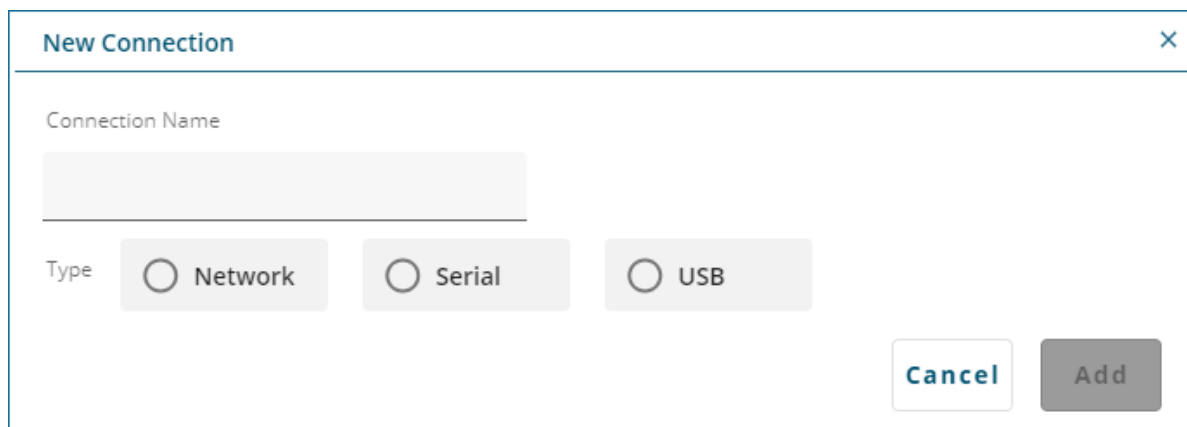 New Connection ×
Connection Name
Type Network Serial USB
Cancel Add